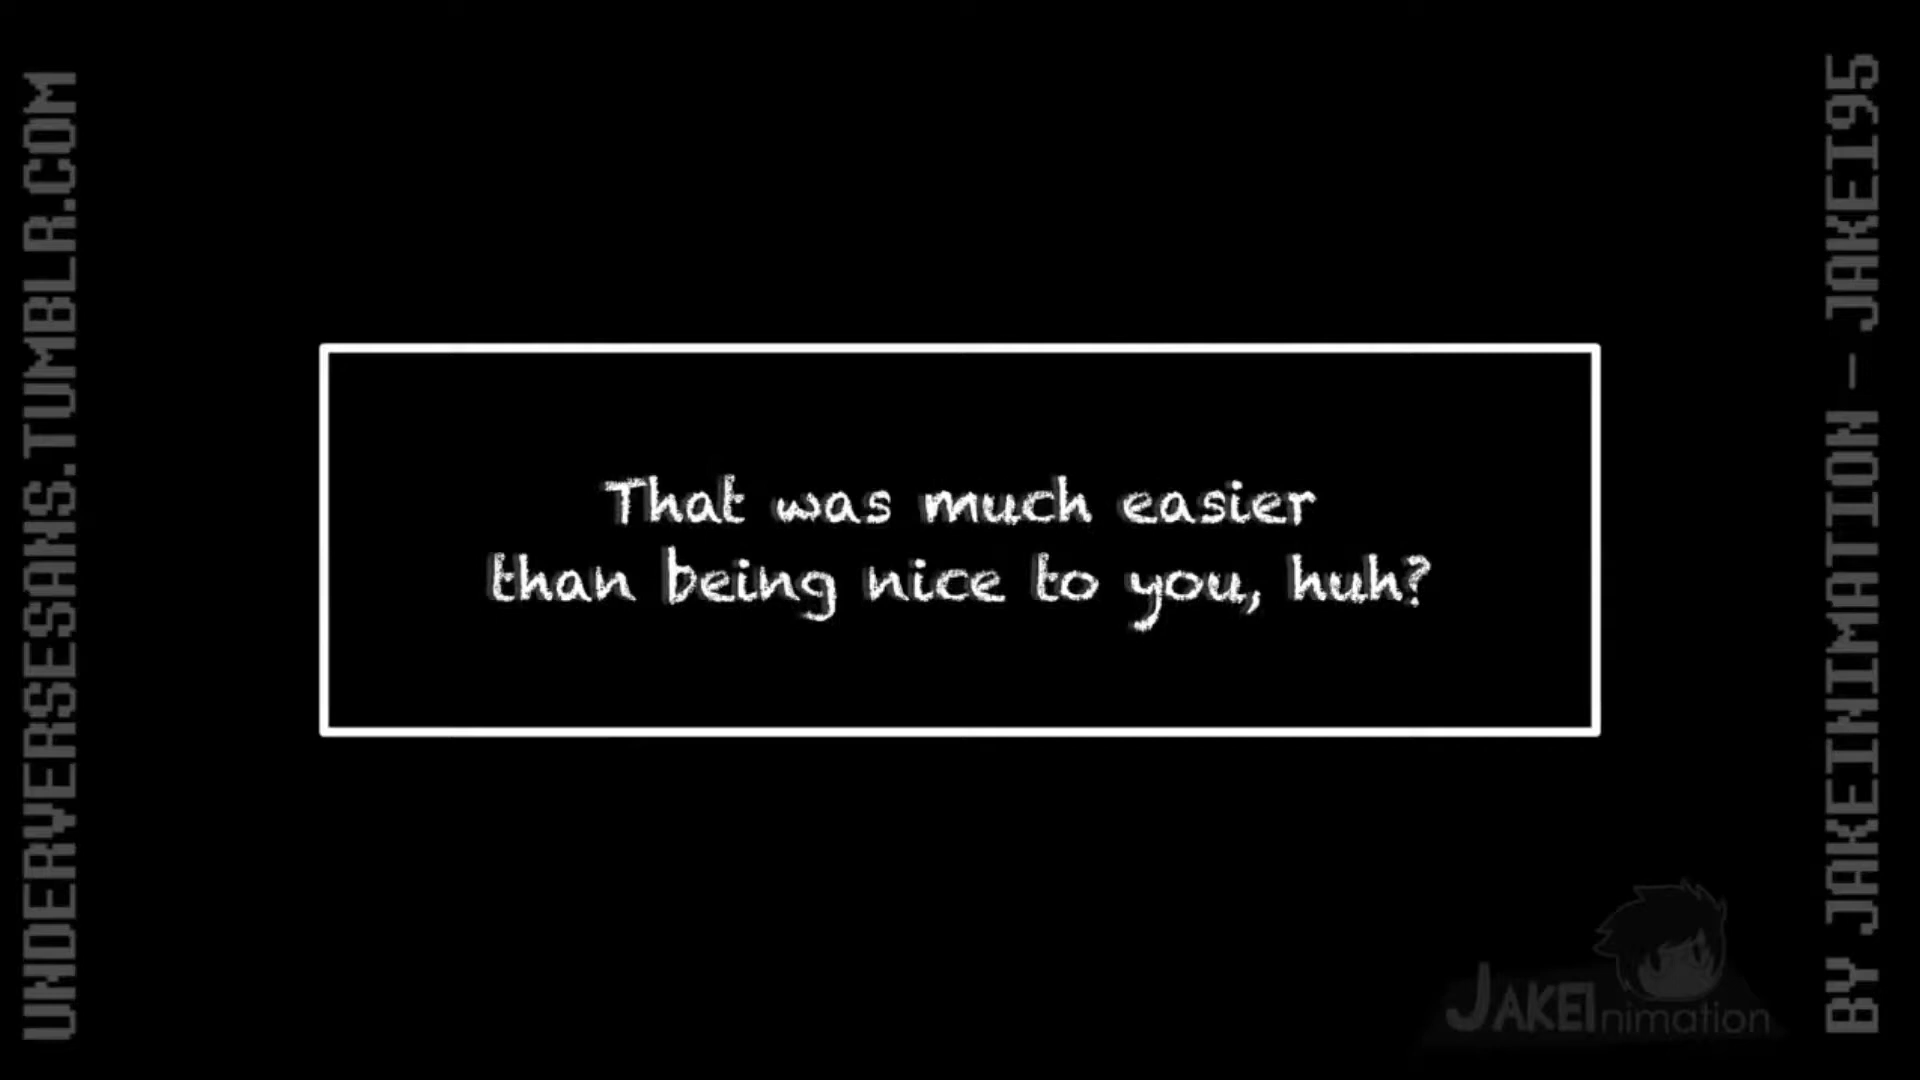 UNDERVERSESANS.TUMBLR.COM
That was much easier
than being nice to you, huh?
BY JAKEINIMATION - JAKEI95
JAKEInimation